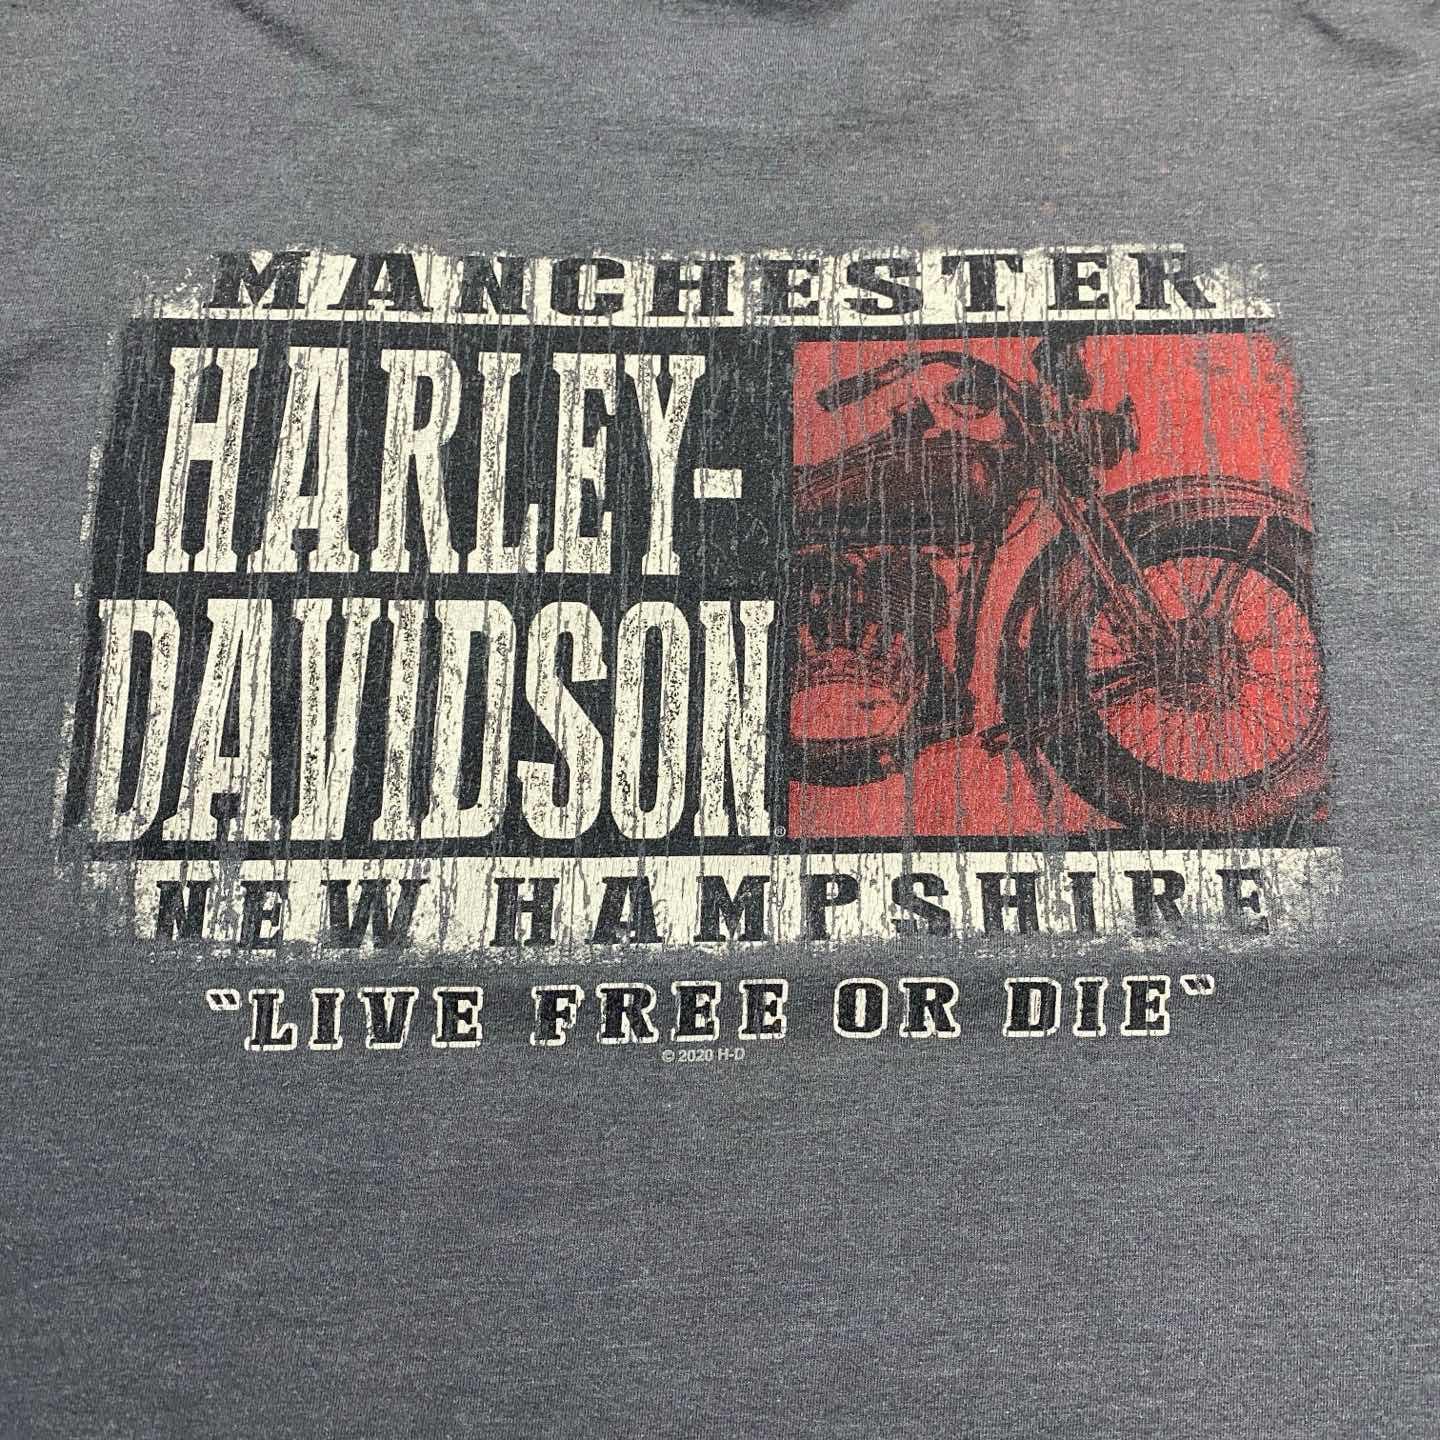 MANCHESTER
HARLEY-
DAVIDSON®
NEW HAMPSHIRE
"LIVE FREE OR DIE"
© 2020 H-D